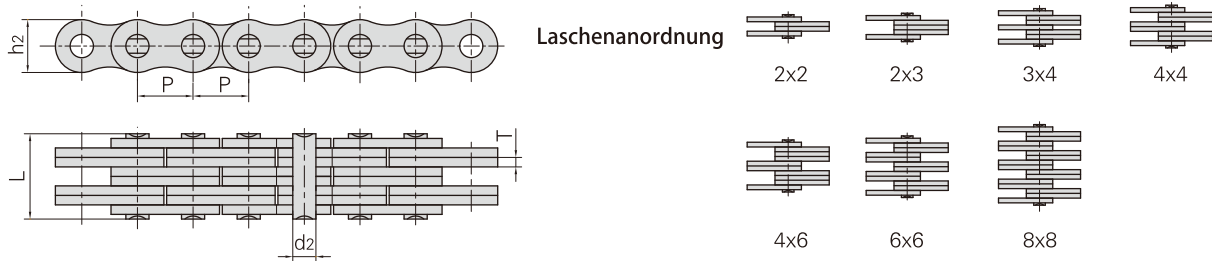 h2
P P
L
T
d2
Laschenanordnung
2x2 2x3 3x4 4x4
4x6 6x6 8x8